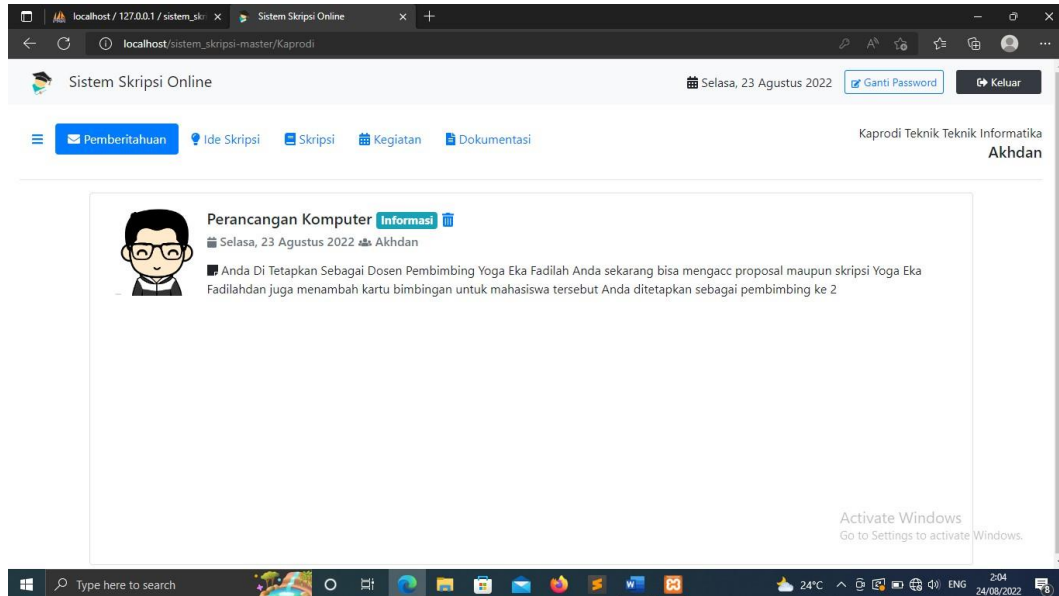 localhost / 127.0.0.1 / sistem_skr
Sistem Skripsi Online
localhost/sistem_skripsi-master/Kaprodi
Sistem Skripsi Online
Selasa, 23 Agustus 2022
Ganti Password
Keluar
Pemberitahuan
Ide Skripsi
Skripsi
Kegiatan
Dokumentasi
Kaprodi Teknik Teknik Informatika
Akhdan
Perancangan Komputer Informasi
Selasa, 23 Agustus 2022 Akhdan
Anda Di Tetapkan Sebagai Dosen Pembimbing Yoga Eka Fadilah Anda sekarang bisa mengacc proposal maupun skripsi Yoga Eka
Fadilahdan juga menambah kartu bimbingan untuk mahasiswa tersebut Anda ditetapkan sebagai pembimbing ke 2
Activate Windows
Go to Settings to activate Windows.
Type here to search
24°C
ENG
2:04
24/08/2022
8